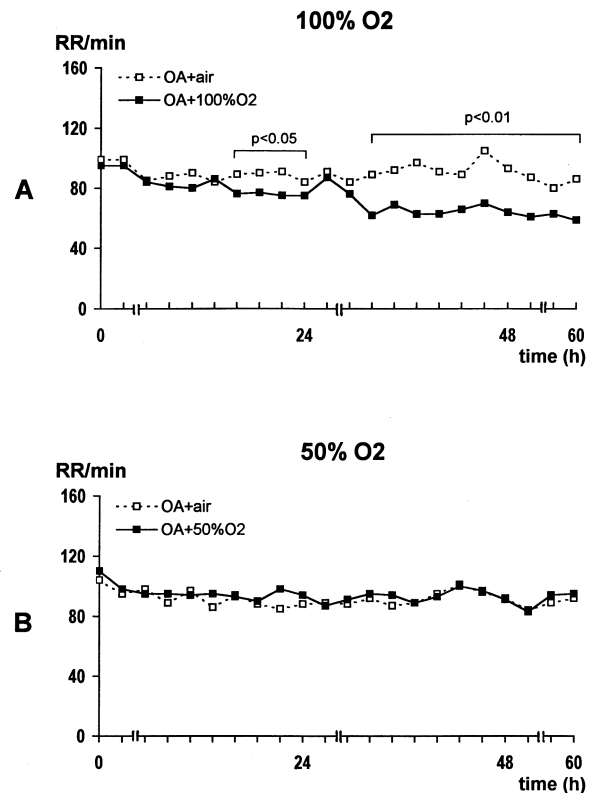 100% O2
RR/min
160
OA+air
OA+100%O2
120
p<0.05
p<0.01
A
80
40
0
0
24
48
60
time (h)
50% O2
RR/min
160
OA+air
OA+50%O2
120
B
80
40
0
0
24
48
60
time (h)